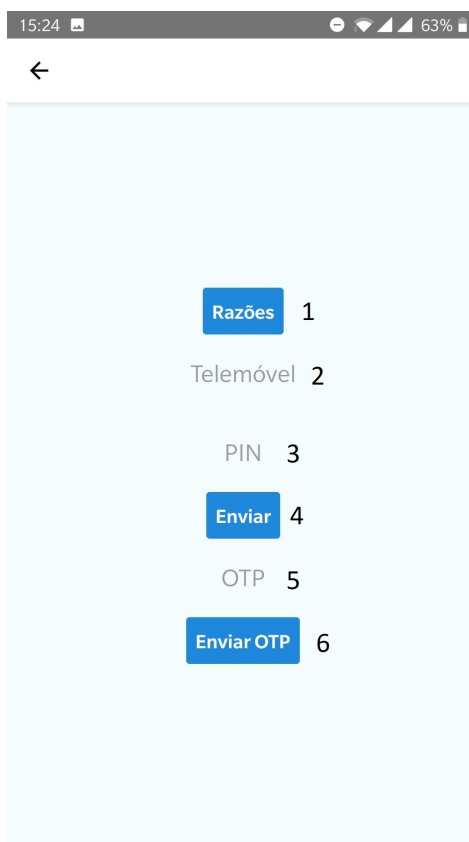 15:24 63%
Razões 1
Telemóvel 2
PIN 3
Enviar 4
OTP 5
Enviar OTP 6